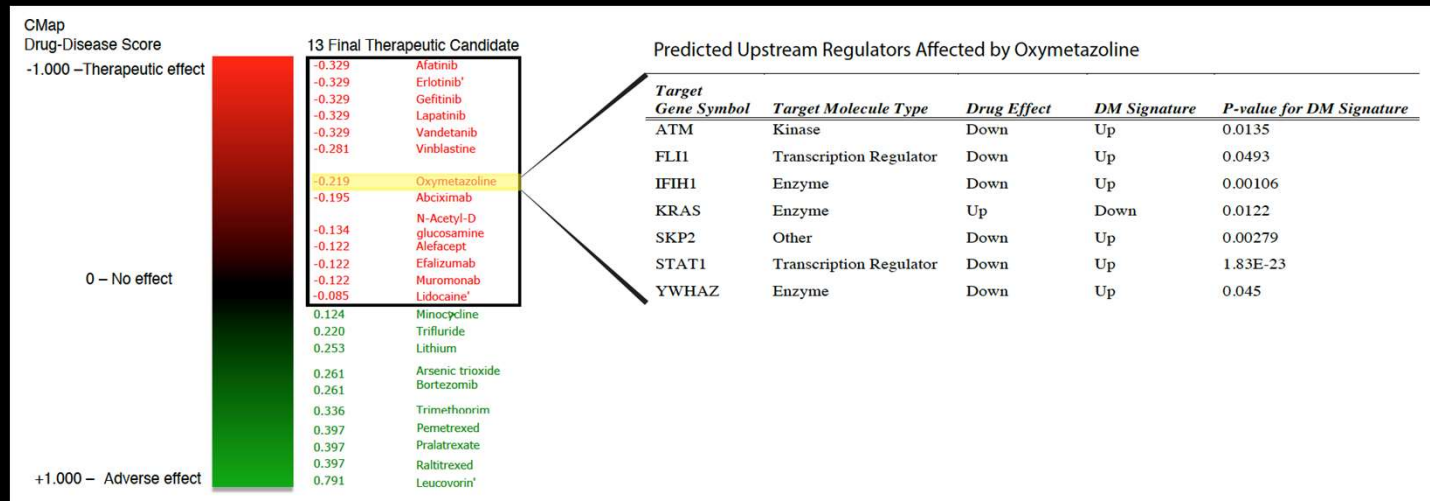 CMap
Drug-Disease Score
-1.000 –Therapeutic effect
0 – No effect
+1.000 – Adverse effect
13 Final Therapeutic Candidate
-0.329 Afatinib
-0.329 Erlotinib'
-0.329 Gefitinib
-0.329 Lapatinib
-0.329 Vandetanib
-0.281 Vinblastine
-0.219 Oxymetazoline
-0.195 Abciximab
N-Acetyl-D
-0.134 glucosamine
-0.122 Alefacept
-0.122 Efalizumab
-0.122 Muromonab
-0.085 Lidocaine'
0.124 Minocycline
0.220 Trifluride
0.253 Lithium
0.261 Arsenic trioxide
0.261 Bortezomib
0.336 Trimethoprim
0.397 Pemetrexed
0.397 Pralatrexate
0.397 Raltitrexed
0.791 Leucovorin'
Predicted Upstream Regulators Affected by Oxymetazoline
Target
Gene Symbol Target Molecule Type Drug Effect DM Signature P-value for DM Signature
ATM Kinase Down Up 0.0135
FLI1 Transcription Regulator Down Up 0.0493
IFIH1 Enzyme Down Up 0.00106
KRAS Enzyme Up Down 0.0122
SKP2 Other Down Up 0.00279
STAT1 Transcription Regulator Down Up 1.83E-23
YWHAZ Enzyme Down Up 0.045